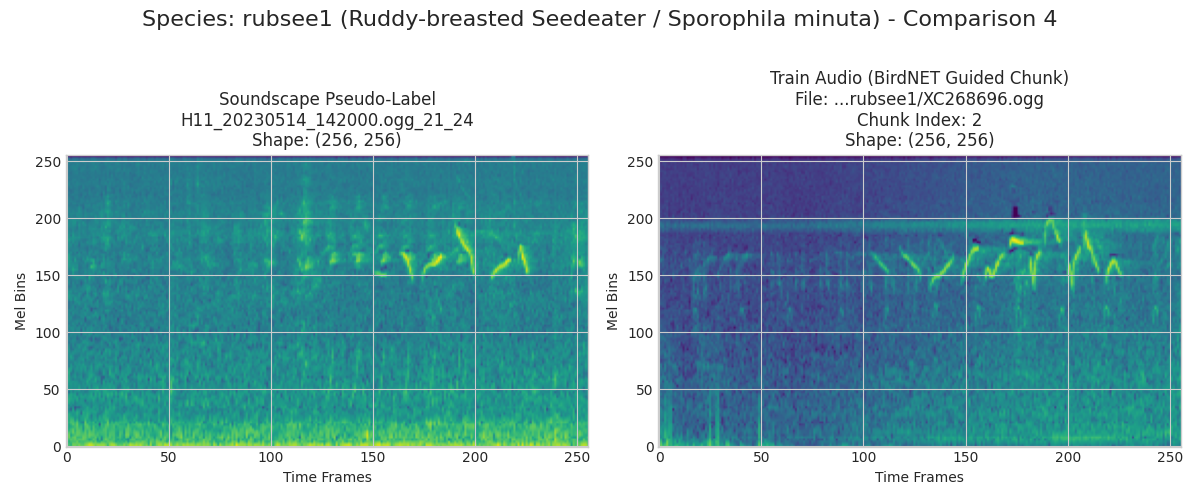 Species: rubsee1 (Ruddy-breasted Seedeater / Sporophila minuta) - Comparison 4
Soundscape Pseudo-Label
H11_20230514_142000.ogg_21_24
Shape: (256, 256)
Mel Bins
250
200
150
100
50
0
0 50 100 150 200 250
Time Frames
Train Audio (BirdNET Guided Chunk)
File: ...rubsee1/XC268696.ogg
Chunk Index: 2
Shape: (256, 256)
Mel Bins
250
200
150
100
50
0
0 50 100 150 200 250
Time Frames